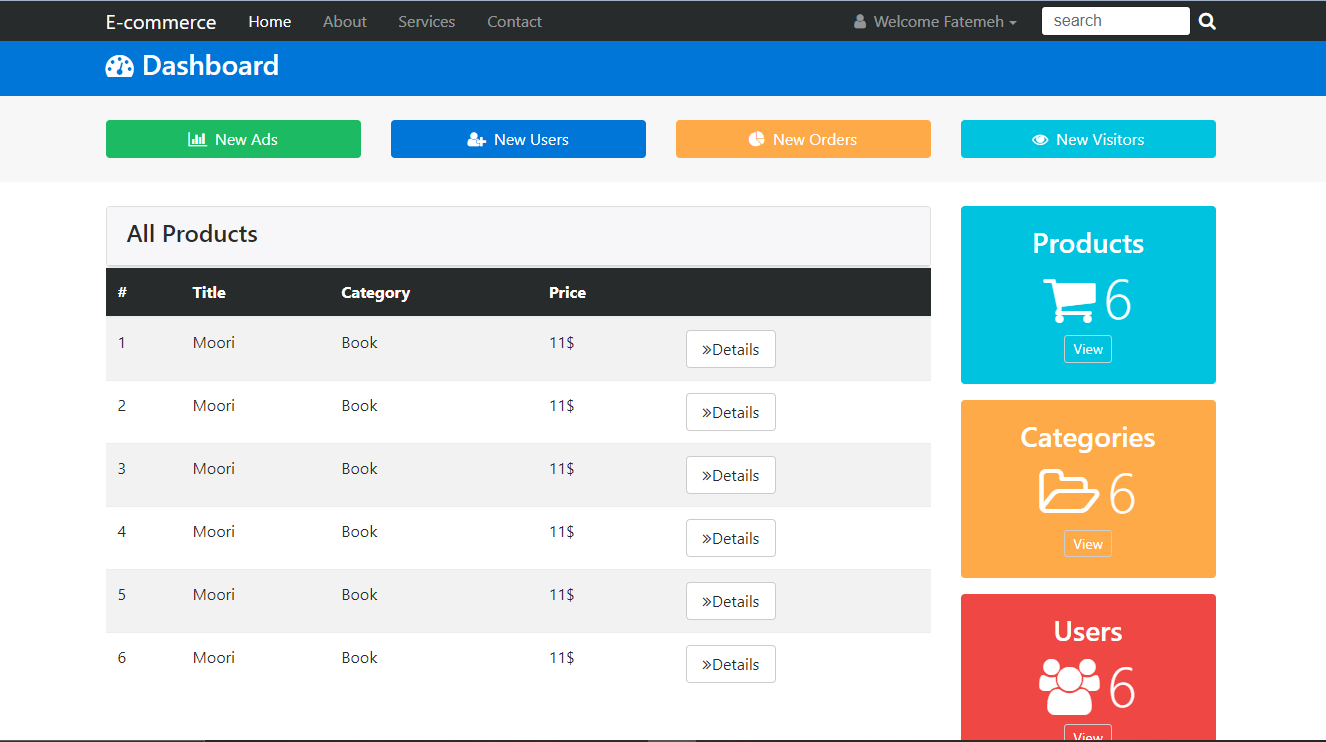 E-commerce Home About Services Contact Welcome Fatemeh search
Dashboard
New Ads New Users New Orders New Visitors
All Products
# Title Category Price
1 Moori Book 11$ »Details
2 Moori Book 11$ »Details
3 Moori Book 11$ »Details
4 Moori Book 11$ »Details
5 Moori Book 11$ »Details
6 Moori Book 11$ »Details
Products
6
View
Categories
6
View
Users
6
View